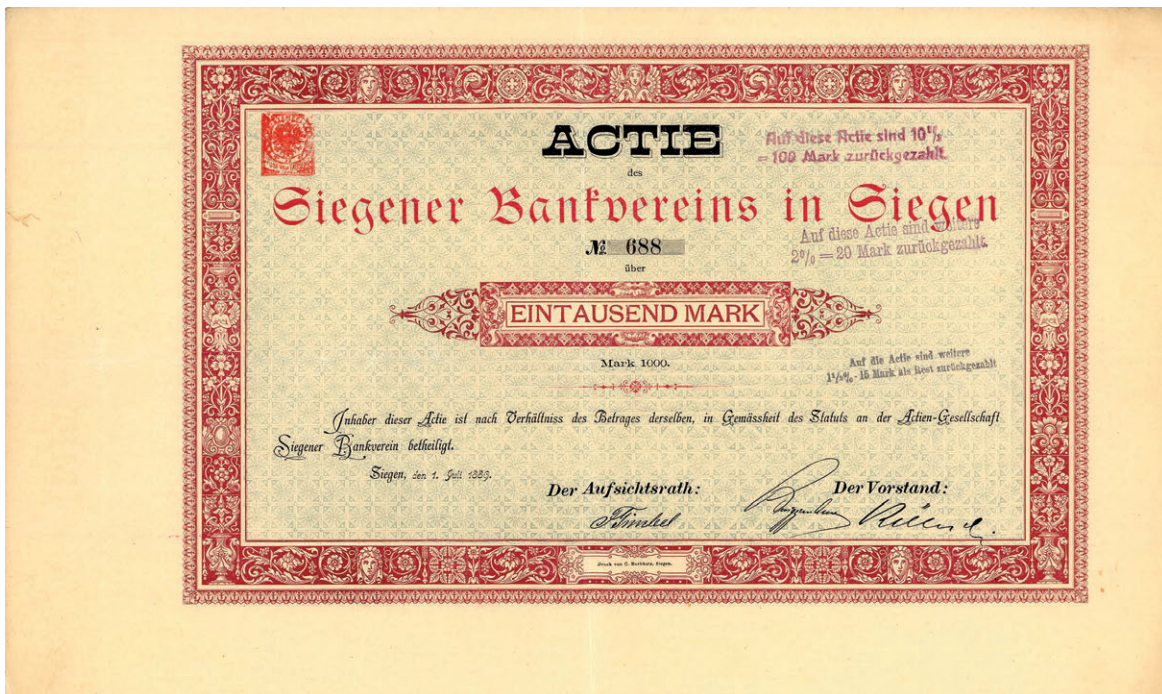 ACTIE
Auf diese Actie sind 10%
= 100 Mark zurückgezahlt.
des
Siegener Bankvereins in Siegen
№ 688
Auf diese Actie sind weitere
2% = 20 Mark zurückgezahlt.
über
EINTAUSEND MARK
Mark 1000.
Auf die Actie sind weitere
1½% - 15 Mark als Rest zurückgezahlt
Inhaber dieser Actie ist nach Verhältniss des Betrages derselben, in Gemässheit des Statuts an der Actien-Gesellschaft
Siegener Bankverein betheiligt.
Siegen, den 1. Juli 1889.
Der Aufsichtsrath:
Der Vorstand:
Druck von C. Siegen.